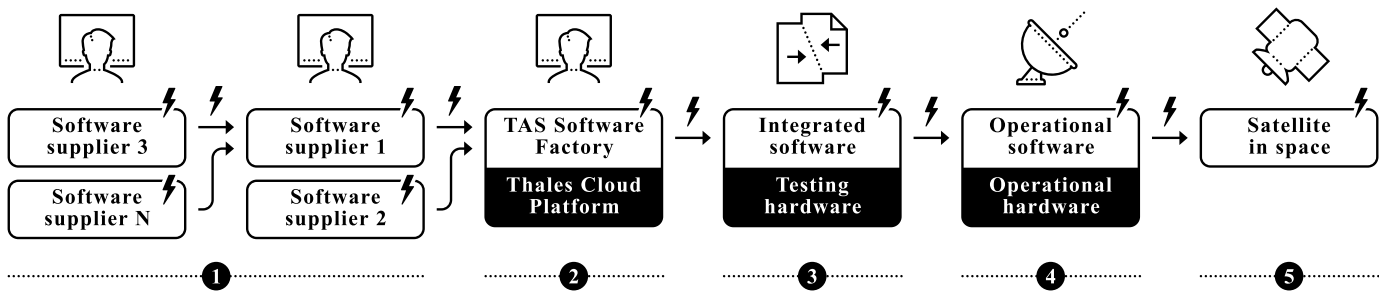 Software
supplier 3
Software
supplier N
Software
supplier 1
Software
supplier 2
TAS Software
Factory
Thales Cloud
Platform
Integrated
software
Testing
hardware
Operational
software
Operational
hardware
Satellite
in space
1
2
3
4
5